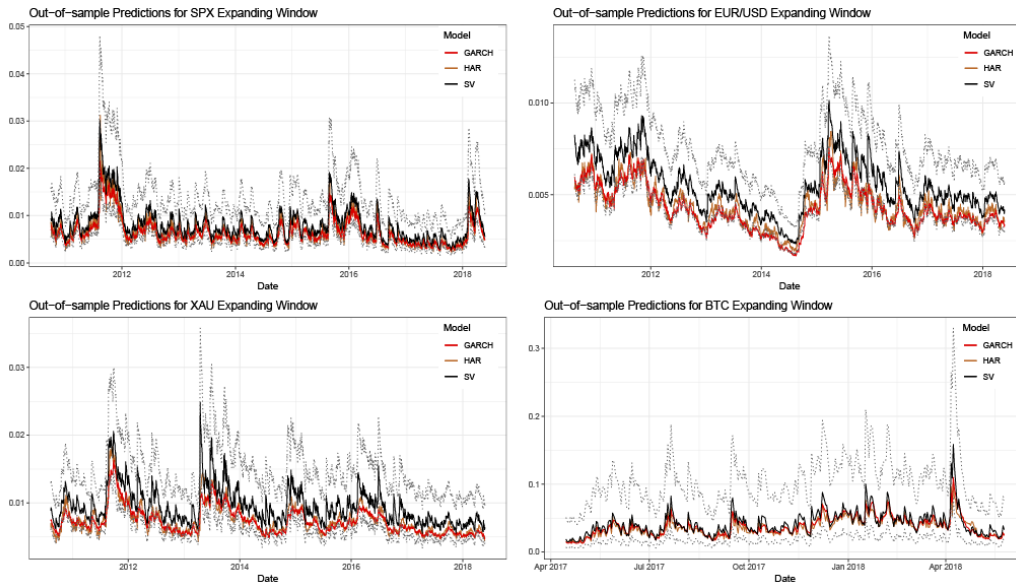 Out-of-sample Predictions for SPX Expanding Window
0.05
0.04
0.03
0.02
0.01
0.00
Model
GARCH
HAR
SV
2012
2014
2016
2018
Date
Out-of-sample Predictions for EUR/USD Expanding Window
0.010
0.005
Model
GARCH
HAR
SV
2012
2014
2016
2018
Date
Out-of-sample Predictions for XAU Expanding Window
0.03
0.02
0.01
Model
GARCH
HAR
SV
2012
2014
2016
2018
Date
Out-of-sample Predictions for BTC Expanding Window
0.3
0.2
0.1
0.0
Model
GARCH
HAR
SV
Apr 2017
Jul 2017
Oct 2017
Jan 2018
Apr 2018
Date